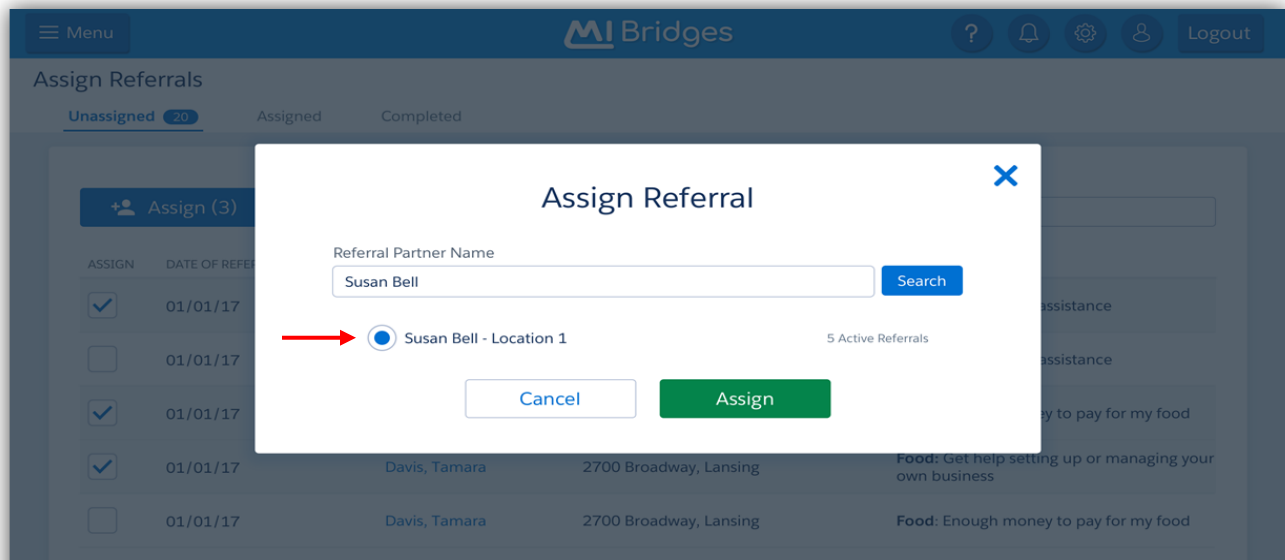 Menu
MI Bridges
?
Logout
Assign Referrals
Unassigned 20 Assigned Completed
Assign (3)
Assign Referral
Referral Partner Name
Susan Bell
Search
Susan Bell - Location 1 5 Active Referrals
Cancel Assign
ASSIGN DATE OF REFER
01/01/17 assistance
01/01/17 assistance
01/01/17 to pay for my food
01/01/17 Davis, Tamara 2700 Broadway, Lansing Food: Get help setting up or managing your
own business
01/01/17 Davis, Tamara 2700 Broadway, Lansing Food: Enough money to pay for my food